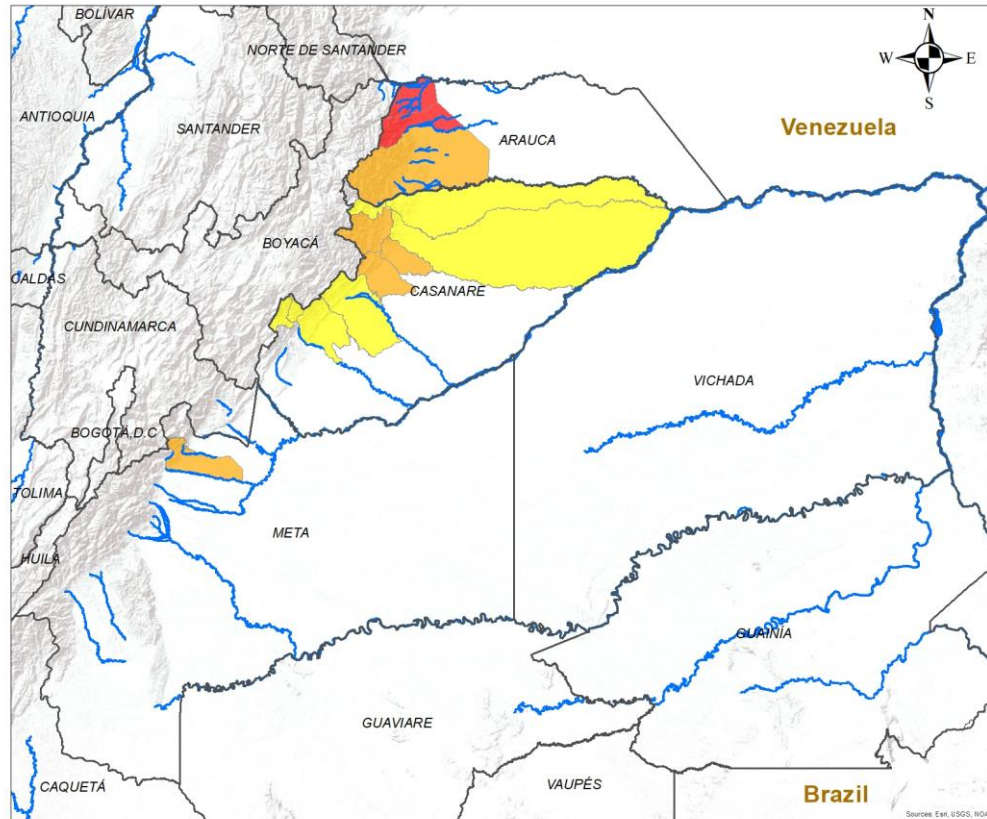 BOLÍVAR
N
NORTE DE SANTANDER
W
E
S
ANTIOQUIA
SANTANDER
ARAUCA
Venezuela
BOYACÁ
CALDAS
CASANARE
CUNDINAMARCA
VICHADA
BOGOTÁ D.C
TOLIMA
META
HUILA
GUAINÍA
GUAVIARE
CAQUETÁ
VAUPÉS
Brazil
Sources: Esri, USGS, NOA